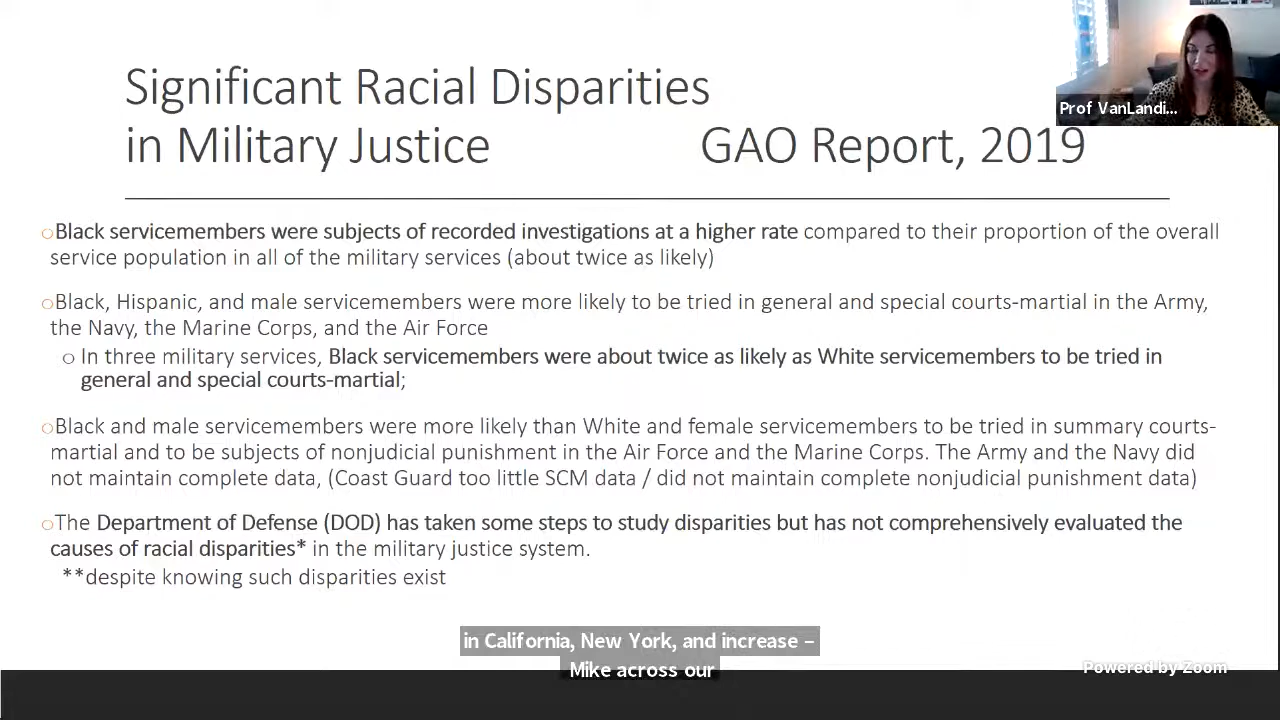 Significant Racial Disparities
in Military Justice GAO Report, 2019
Prof VanLandi...
○Black servicemembers were subjects of recorded investigations at a higher rate compared to their proportion of the overall
service population in all of the military services (about twice as likely)
○Black, Hispanic, and male servicemembers were more likely to be tried in general and special courts-martial in the Army,
the Navy, the Marine Corps, and the Air Force
○ In three military services, Black servicemembers were about twice as likely as White servicemembers to be tried in
general and special courts-martial;
○Black and male servicemembers were more likely than White and female servicemembers to be tried in summary courts-
martial and to be subjects of nonjudicial punishment in the Air Force and the Marine Corps. The Army and the Navy did
not maintain complete data, (Coast Guard too little SCM data / did not maintain complete nonjudicial punishment data)
○The Department of Defense (DOD) has taken some steps to study disparities but has not comprehensively evaluated the
causes of racial disparities* in the military justice system.
**despite knowing such disparities exist
in California, New York, and increase –
Mike across our
Powered by Zoom